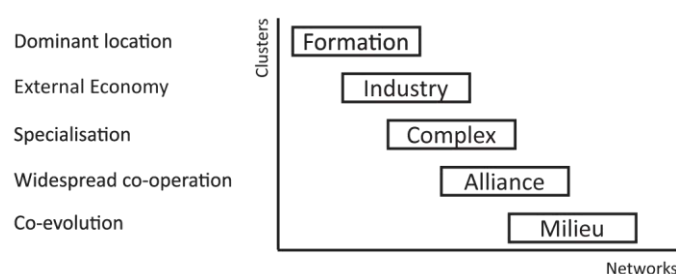 Clusters
Dominant location
Formation
External Economy
Industry
Specialisation
Complex
Widespread co-operation
Alliance
Co-evolution
Milieu
Networks